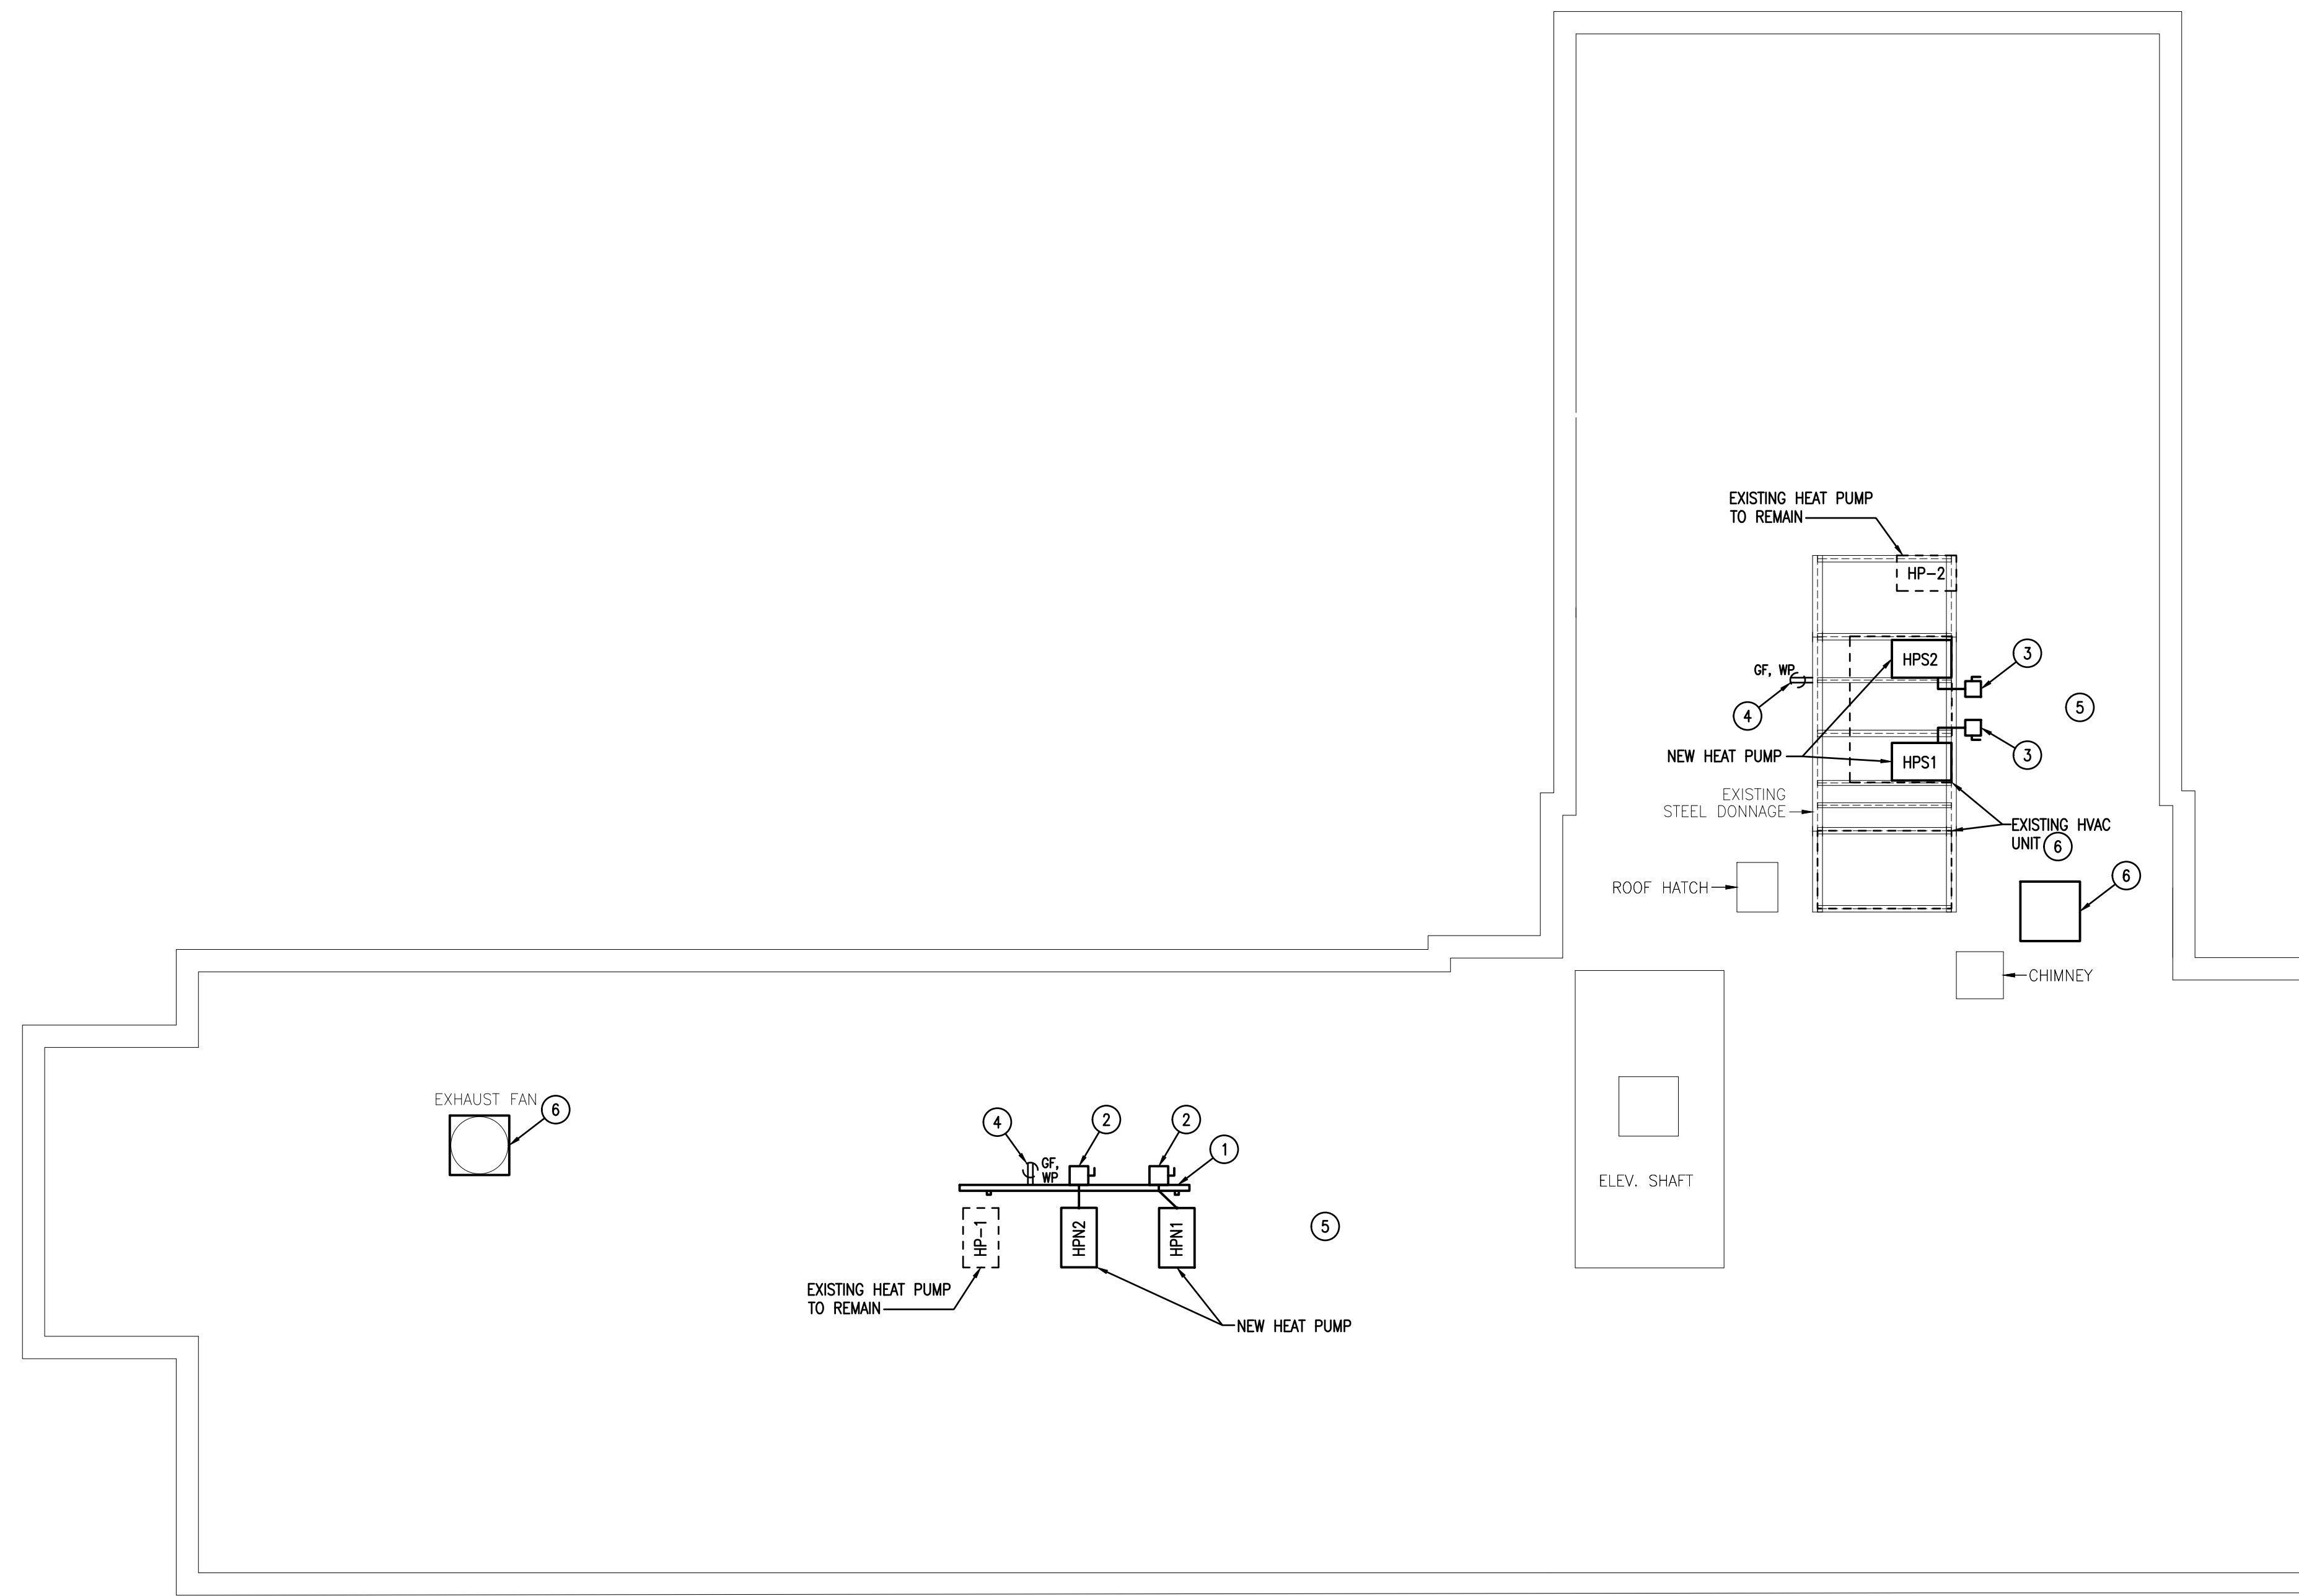 EXISTING HEAT PUMP
TO REMAIN
HP-2
HPS2
3
GF, WP
4
5
NEW HEAT PUMP
HPS1
3
EXISTING
STEEL DONNAGE
EXISTING HVAC
UNIT 6
ROOF HATCH
6
CHIMNEY
EXHAUST FAN
6
4
2
2
1
GF,
WP
ELEV. SHAFT
HP-1
HPN2
HPN1
5
EXISTING HEAT PUMP
TO REMAIN
NEW HEAT PUMP